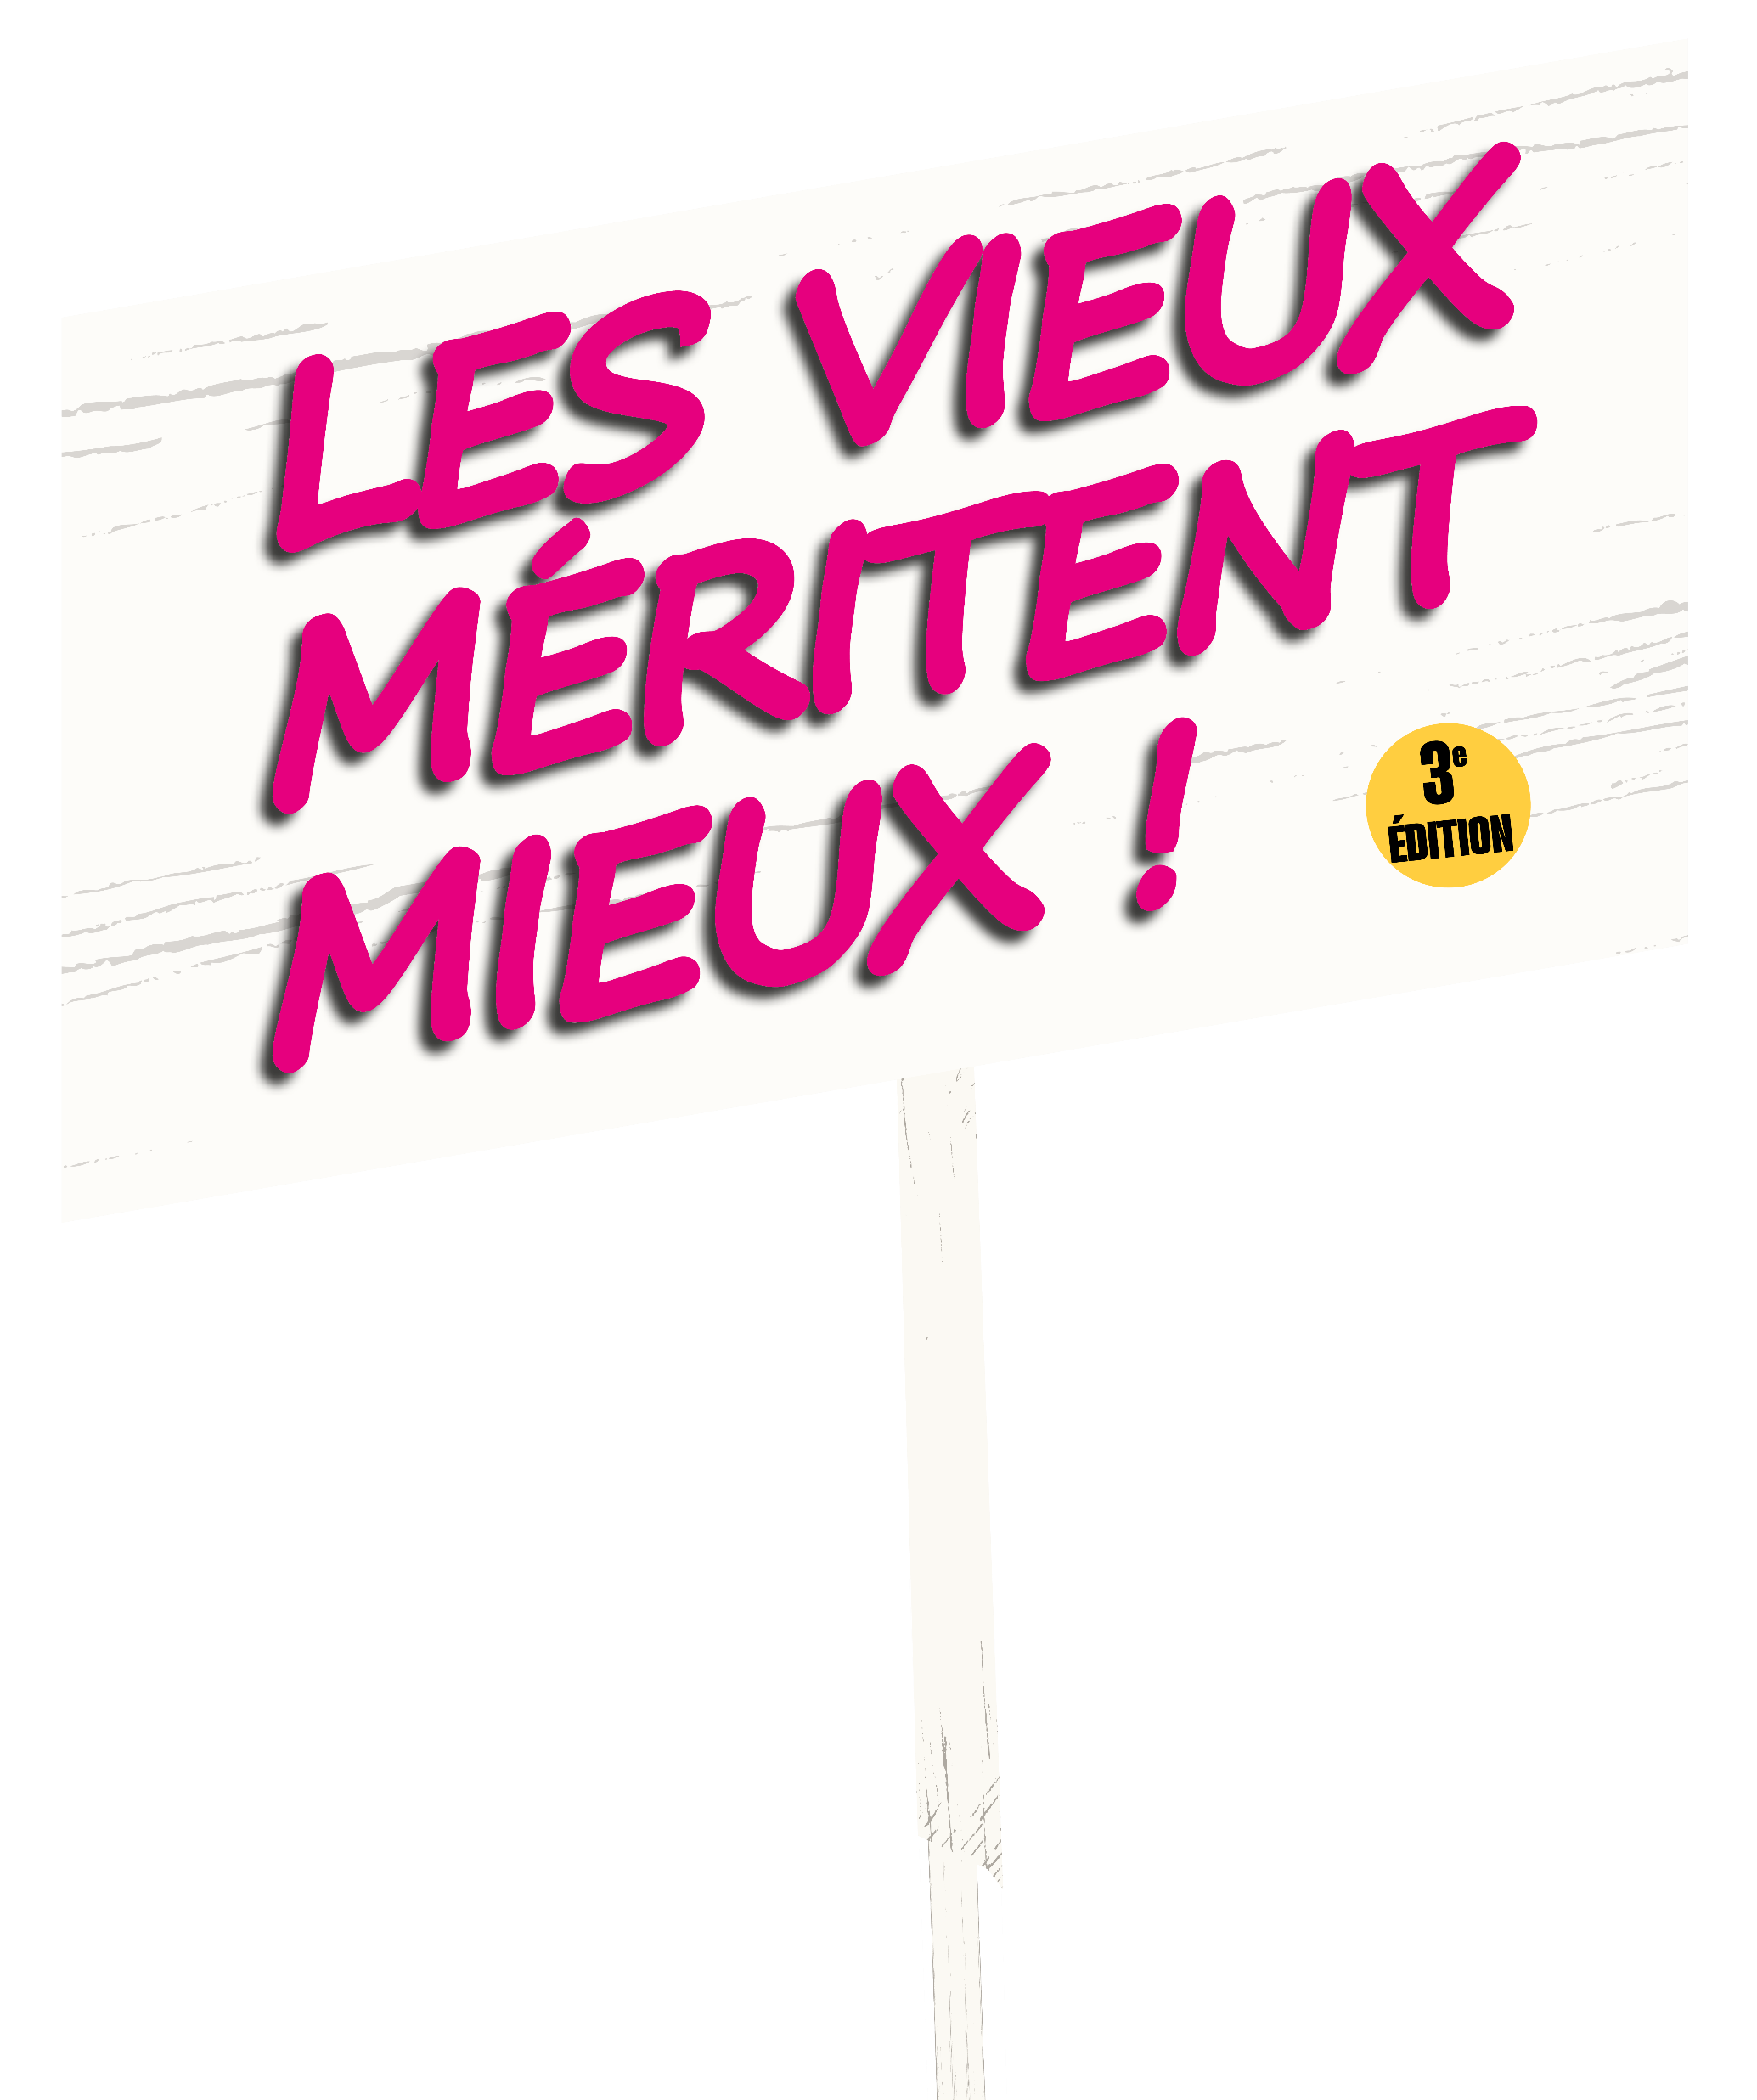 LES VIEUX
MÉRITENT
MIEUX !
3e
ÉDITION